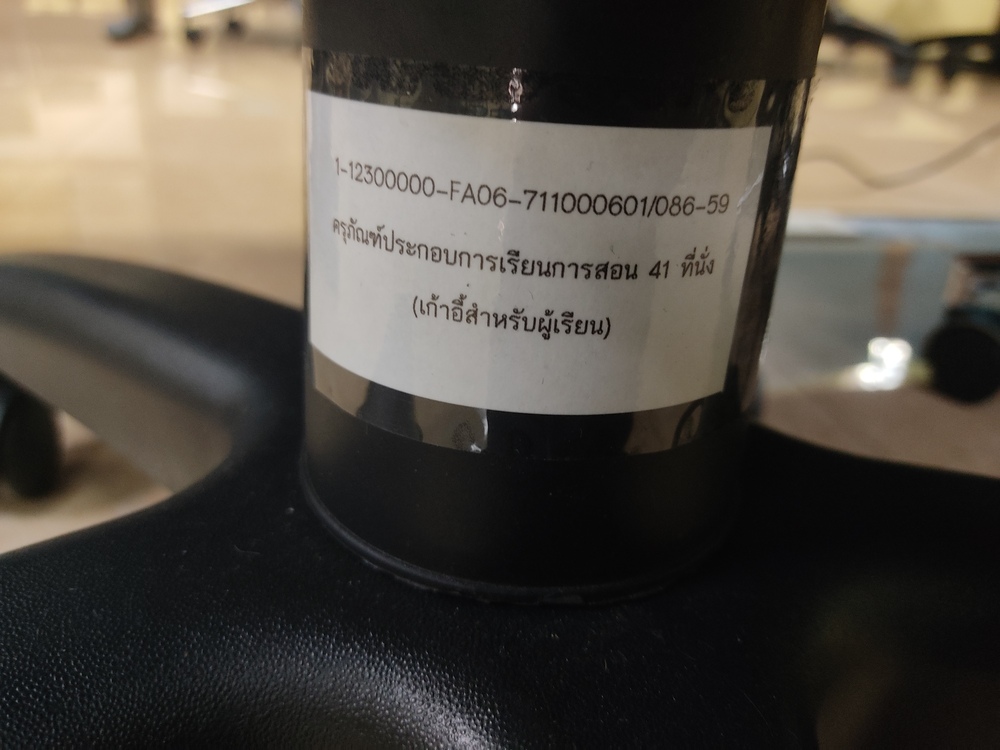 1-12300000-FA06-711000601/086-59
ครุภัณฑ์ประกอบการเรียนการสอน 41 ที่นั่ง
(เก้าอี้สำหรับผู้เรียน)